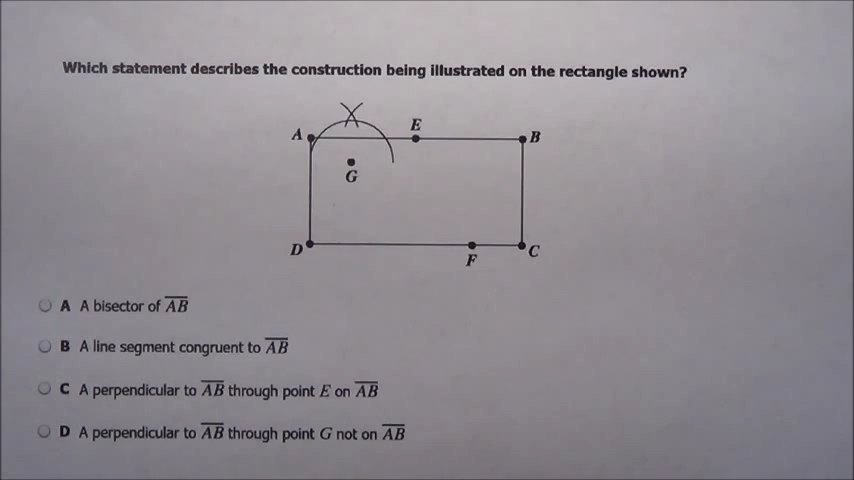 Which statement describes the construction being illustrated on the rectangle shown?
E
A
B
G
D
C
F
A A bisector of AB
B A line segment congruent to AB
C A perpendicular to AB through point E on AB
D A perpendicular to AB through point G not on AB